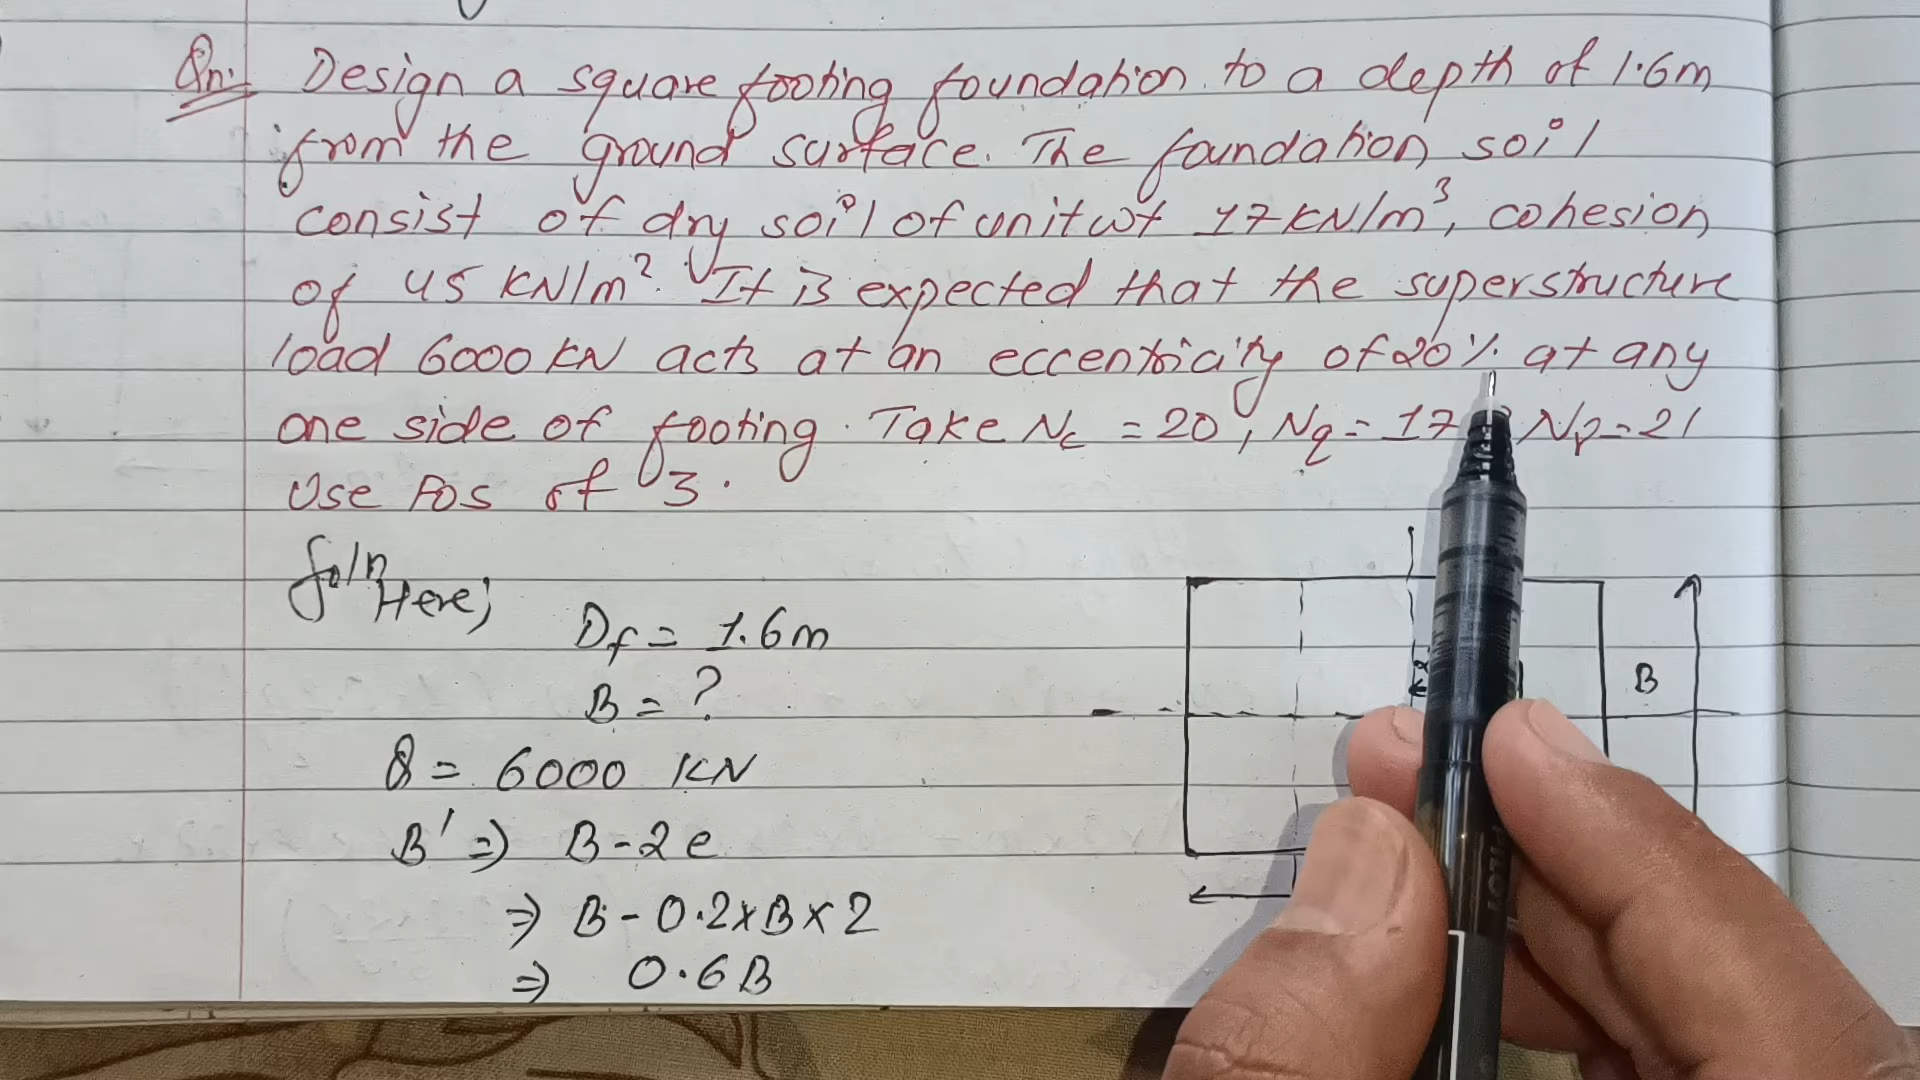 Qn: Design a square footing foundation to a depth of 1.6m
from the ground surface. The foundation soil
consist of dry soil of unit wt 17 KN/m³, cohesion
of 45 KN/m². It is expected that the superstructure
load 6000 KN acts at an eccentricity of 20% at any
one side of footing. Take Nc = 20, Nq = 17 Nγ = 21
Use FOS of 3.
Soln
Here;
Df = 1.6m
B = ?
Q = 6000 KN
B' => B - 2e
=> B - 0.2 x B x 2
=> 0.6 B
B